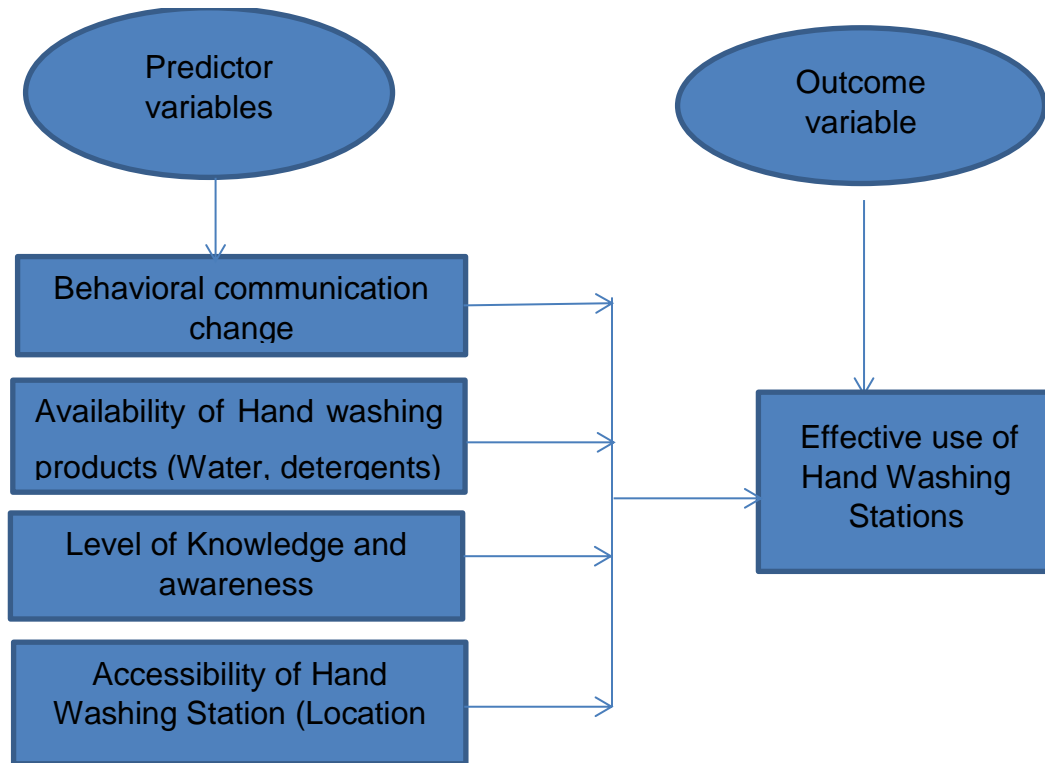 Predictor
variables
Outcome
variable
Behavioral communication
change
Availability of Hand washing
products (Water, detergents)
Level of Knowledge and
awareness
Accessibility of Hand
Washing Station (Location
Effective use of
Hand Washing
Stations